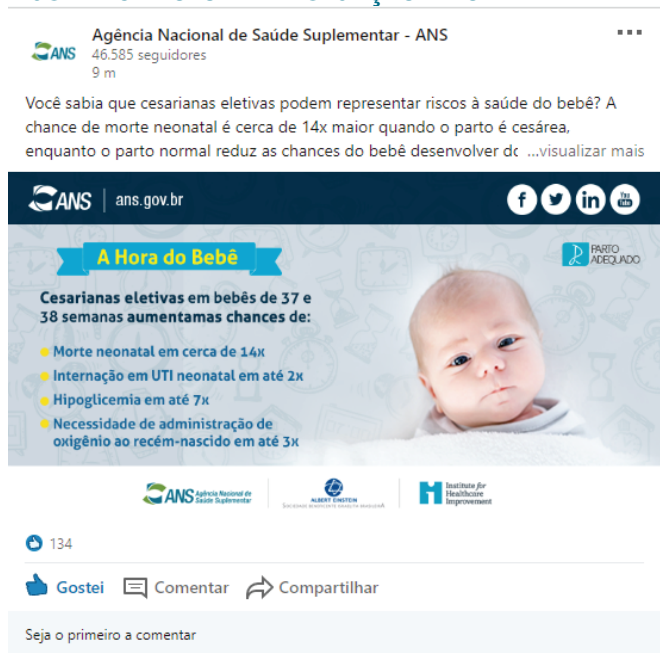 Agência Nacional de Saúde Suplementar - ANS
46.585 seguidores
9 m
Você sabia que cesarianas eletivas podem representar riscos à saúde do bebê? A
chance de morte neonatal é cerca de 14x maior quando o parto é cesárea,
enquanto o parto normal reduz as chances do bebê desenvolver dc ...visualizar mais
ANS | ans.gov.br
A Hora do Bebê
PARTO
ADEQUADO
Cesarianas eletivas em bebês de 37 e
38 semanas aumentamas chances de:
Morte neonatal em cerca de 14x
Internação em UTI neonatal em até 2x
Hipoglicemia em até 7x
Necessidade de administração de
oxigênio ao recém-nascido em até 3x
ANS Agência Nacional de
Saúde Suplementar
ALBERT EINSTEIN
SOCIEDADE BENEFICENTE ISRAELITA BRASILEIRA
Institute for
Healthcare
Improvement
134
Gostei
Comentar
Compartilhar
Seja o primeiro a comentar